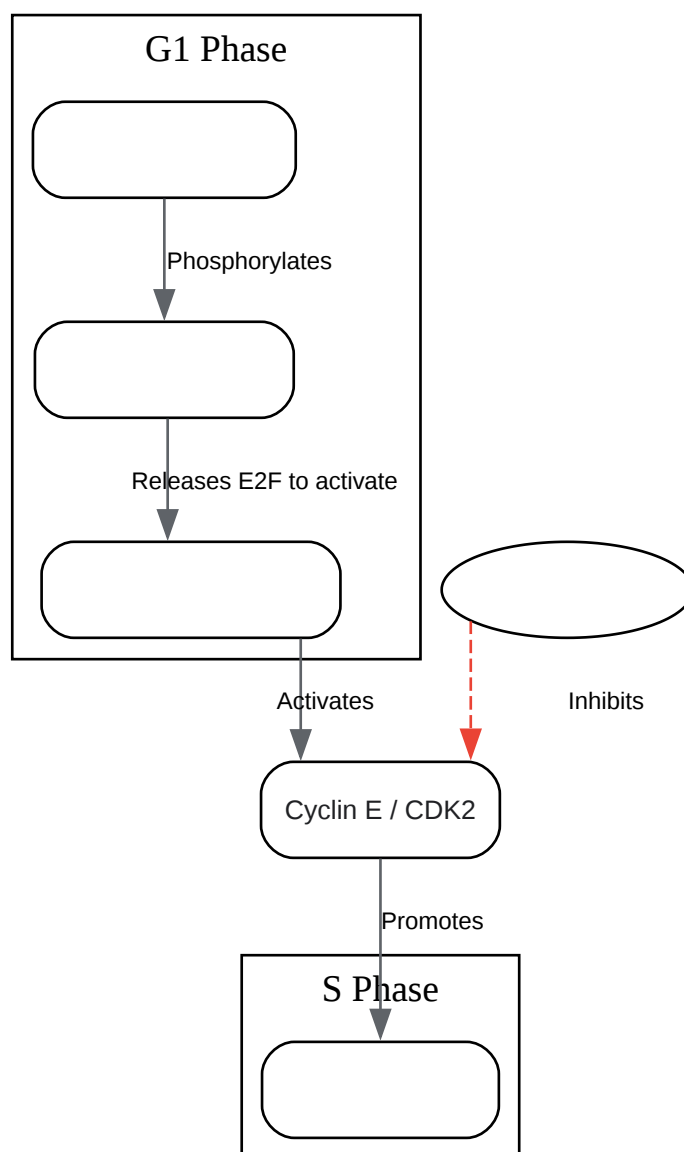 G1 Phase
Phosphorylates
Releases E2F to activate
Activates
Inhibits
Cyclin E / CDK2
Promotes
S Phase